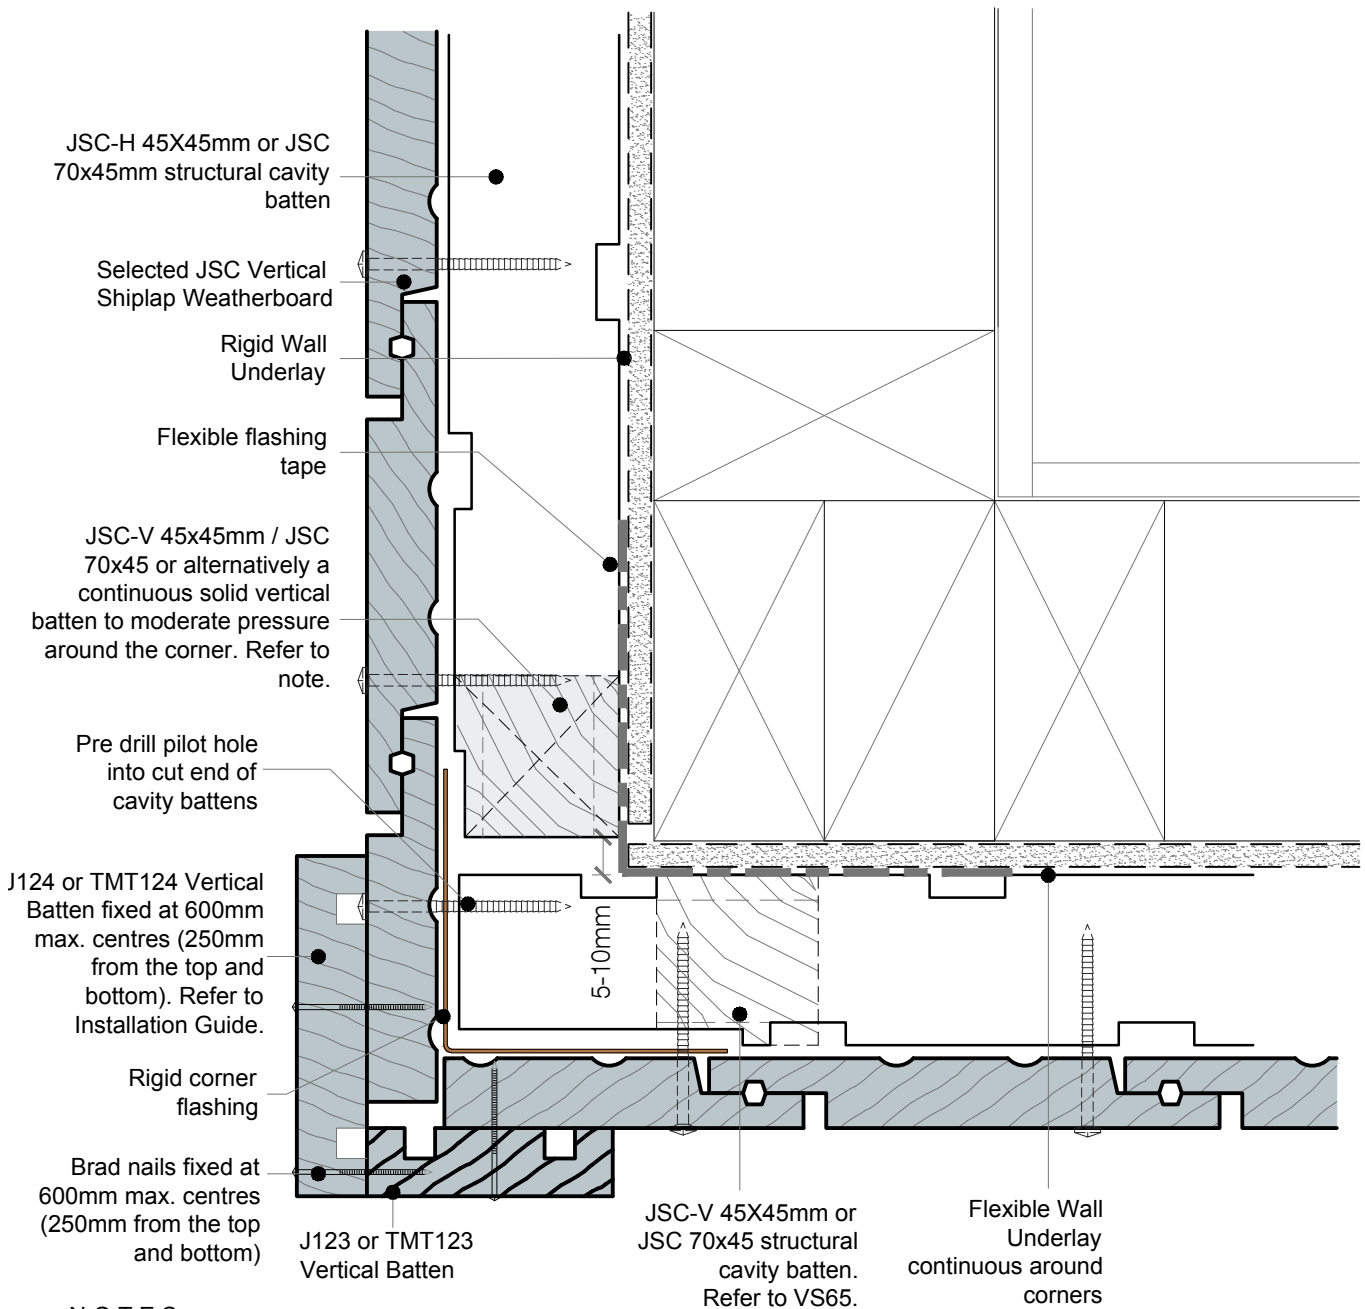 JSC-H 45X45mm or JSC
70x45mm structural cavity
batten
Selected JSC Vertical
Shiplap Weatherboard
Rigid Wall
Underlay
Flexible flashing
tape
JSC-V 45x45mm / JSC
70x45 or alternatively a
continuous solid vertical
batten to moderate pressure
around the corner. Refer to
note.
Pre drill pilot hole
into cut end of
cavity battens
J124 or TMT124 Vertical
Batten fixed at 600mm
max. centres (250mm
from the top and
bottom). Refer to
Installation Guide.
Rigid corner
flashing
Brad nails fixed at
600mm max. centres
(250mm from the top
and bottom)
J123 or TMT123
Vertical Batten
5-10mm
JSC-V 45X45mm or
JSC 70x45 structural
cavity batten.
Refer to VS65.
Flexible Wall
Underlay
continuous around
corners